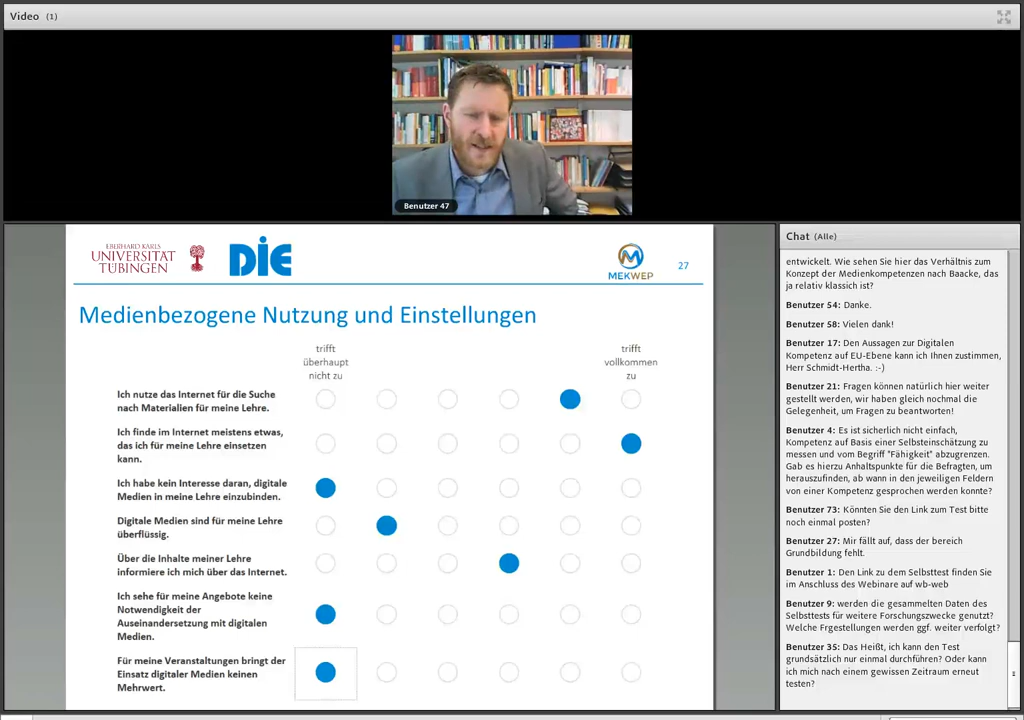 Video (1)
Benutzer 47
EBERHARD KARLS
UNIVERSITÄT
TÜBINGEN
DIE
MEKWEP
27
Medienbezogene Nutzung und Einstellungen
trifft
überhaupt
nicht zu
trifft
vollkommen
zu
Ich nutze das Internet für die Suche
nach Materialien für meine Lehre.
Ich finde im Internet meistens etwas,
das ich für meine Lehre einsetzen
kann.
Ich habe kein Interesse daran, digitale
Medien in meine Lehre einzubinden.
Digitale Medien sind für meine Lehre
überflüssig.
Über die Inhalte meiner Lehre
informiere ich mich über das Internet.
Ich sehe für meine Angebote keine
Notwendigkeit der
Auseinandersetzung mit digitalen
Medien.
Für meine Veranstaltungen bringt der
Einsatz digitaler Medien keinen
Mehrwert.
Chat (Alle)
entwickelt. Wie sehen Sie hier das Verhältnis zum
Konzept der Medienkompetenzen nach Baacke, das
ja relativ klassich ist?
Benutzer 54: Danke.
Benutzer 58: Vielen dank!
Benutzer 17: Den Aussagen zur Digitalen
Kompetenz auf EU-Ebene kann ich Ihnen zustimmen,
Herr Schmidt-Hertha. :-)
Benutzer 21: Fragen können natürlich hier weiter
gestellt werden, wir haben gleich nochmal die
Gelegenheit, um Fragen zu beantworten!
Benutzer 4: Es ist sicherlich nicht einfach,
Kompetenz auf Basis einer Selbsteinschätzung zu
messen und vom Begriff "Fähigkeit" abzugrenzen.
Gab es hierzu Anhaltspunkte für die Befragten, um
herauszufinden, ab wann in den jeweiligen Feldern
von einer Kompetenz gesprochen werden konnte?
Benutzer 73: Könnten Sie den Link zum Test bitte
noch einmal posten?
Benutzer 27: Mir fällt auf, dass der bereich
Grundbildung fehlt.
Benutzer 1: Den Link zu dem Selbsttest finden Sie
im Anschluss des Webinare auf wb-web
Benutzer 9: werden die gesammelten Daten des
Selbsttests für weitere Forschungszwecke genutzt?
Welche Frgestellungen werden ggf. weiter verfolgt?
Benutzer 35: Das Heißt, ich kann den Test
grundsätzlich nur einmal durchführen? Oder kann
ich mich nach einem gewissen Zeitraum erneut
testen?